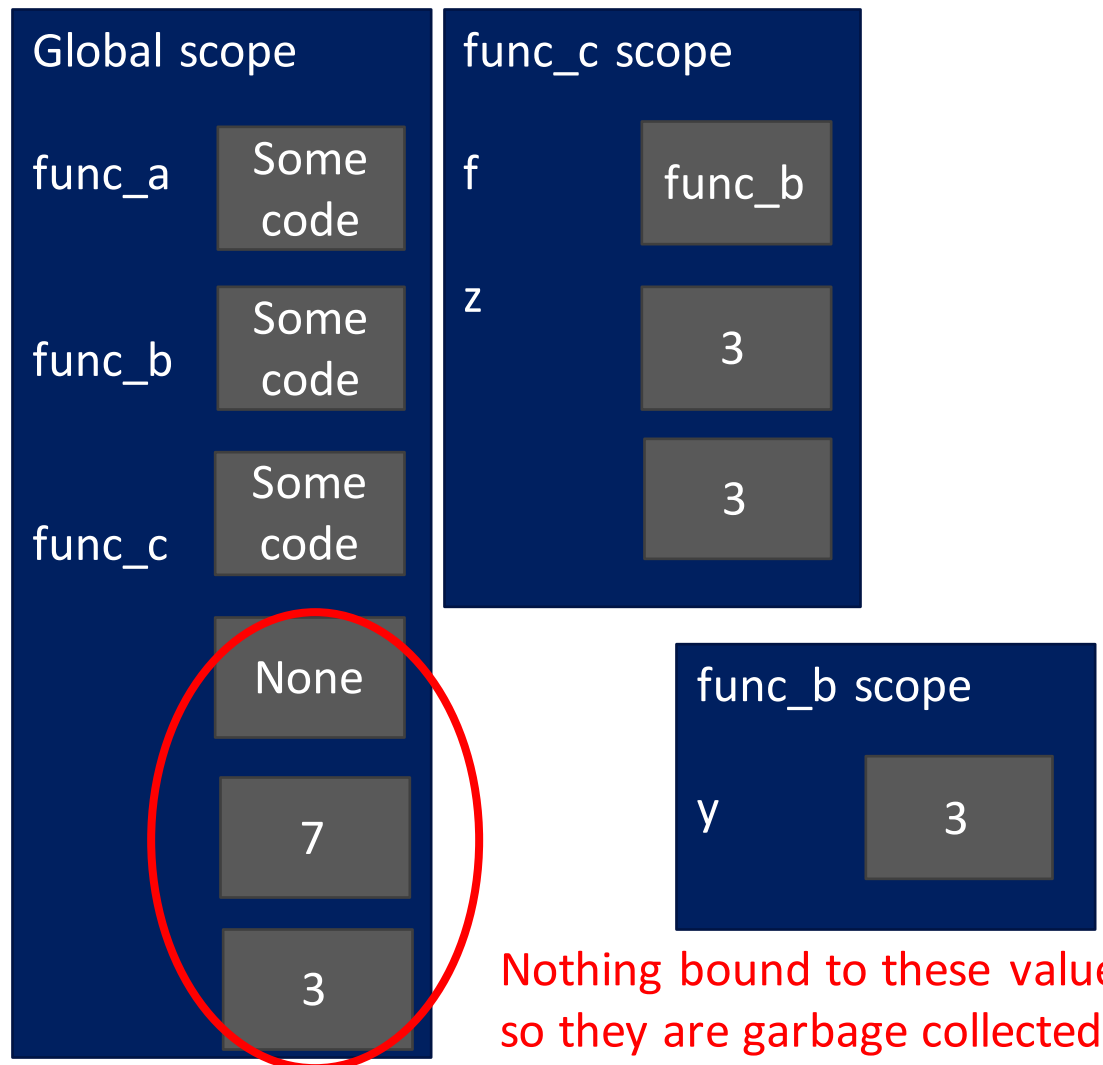 Global scope
func_a
Some
code
func_b
Some
code
func_c
Some
code
None
7
3
func_c scope
f
func_b
z
3
3
func_b scope
y
3
Nothing bound to these value
so they are garbage collected